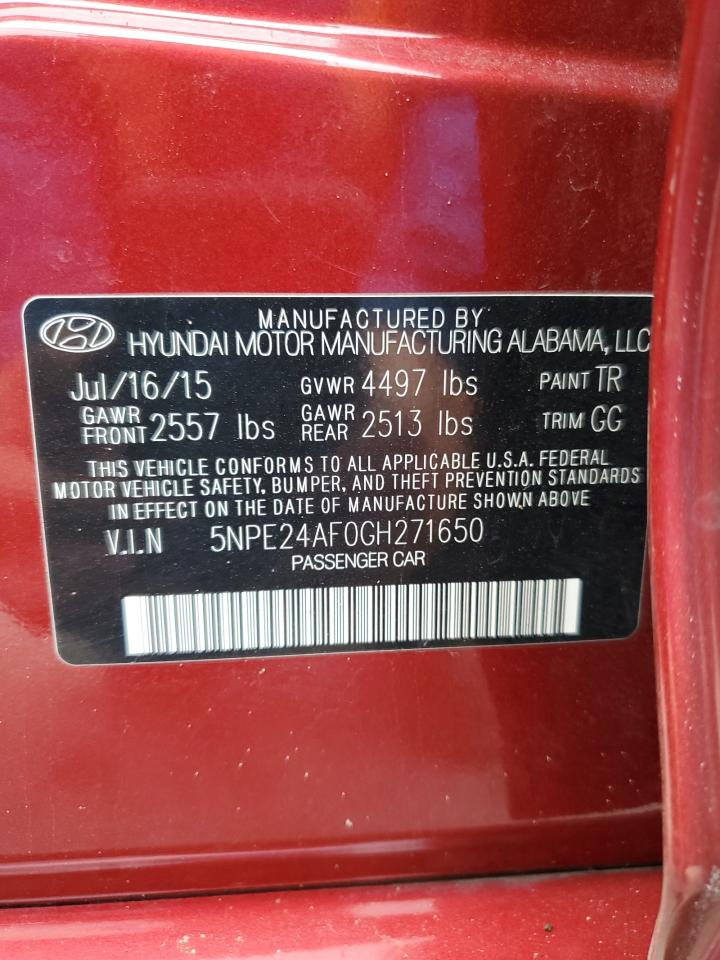 MANUFACTURED BY
HYUNDAI MOTOR MANUFACTURING ALABAMA, LLC
Jul/16/15 GVWR 4497 lbs PAINT TR
GAWR FRONT 2557 lbs GAWR REAR 2513 lbs TRIM GG
THIS VEHICLE CONFORMS TO ALL APPLICABLE U.S.A. FEDERAL
MOTOR VEHICLE SAFETY, BUMPER, AND THEFT PREVENTION STANDARDS
IN EFFECT ON THE DATE OF MANUFACTURE SHOWN ABOVE
V.I.N 5NPE24AF0GH271650
PASSENGER CAR